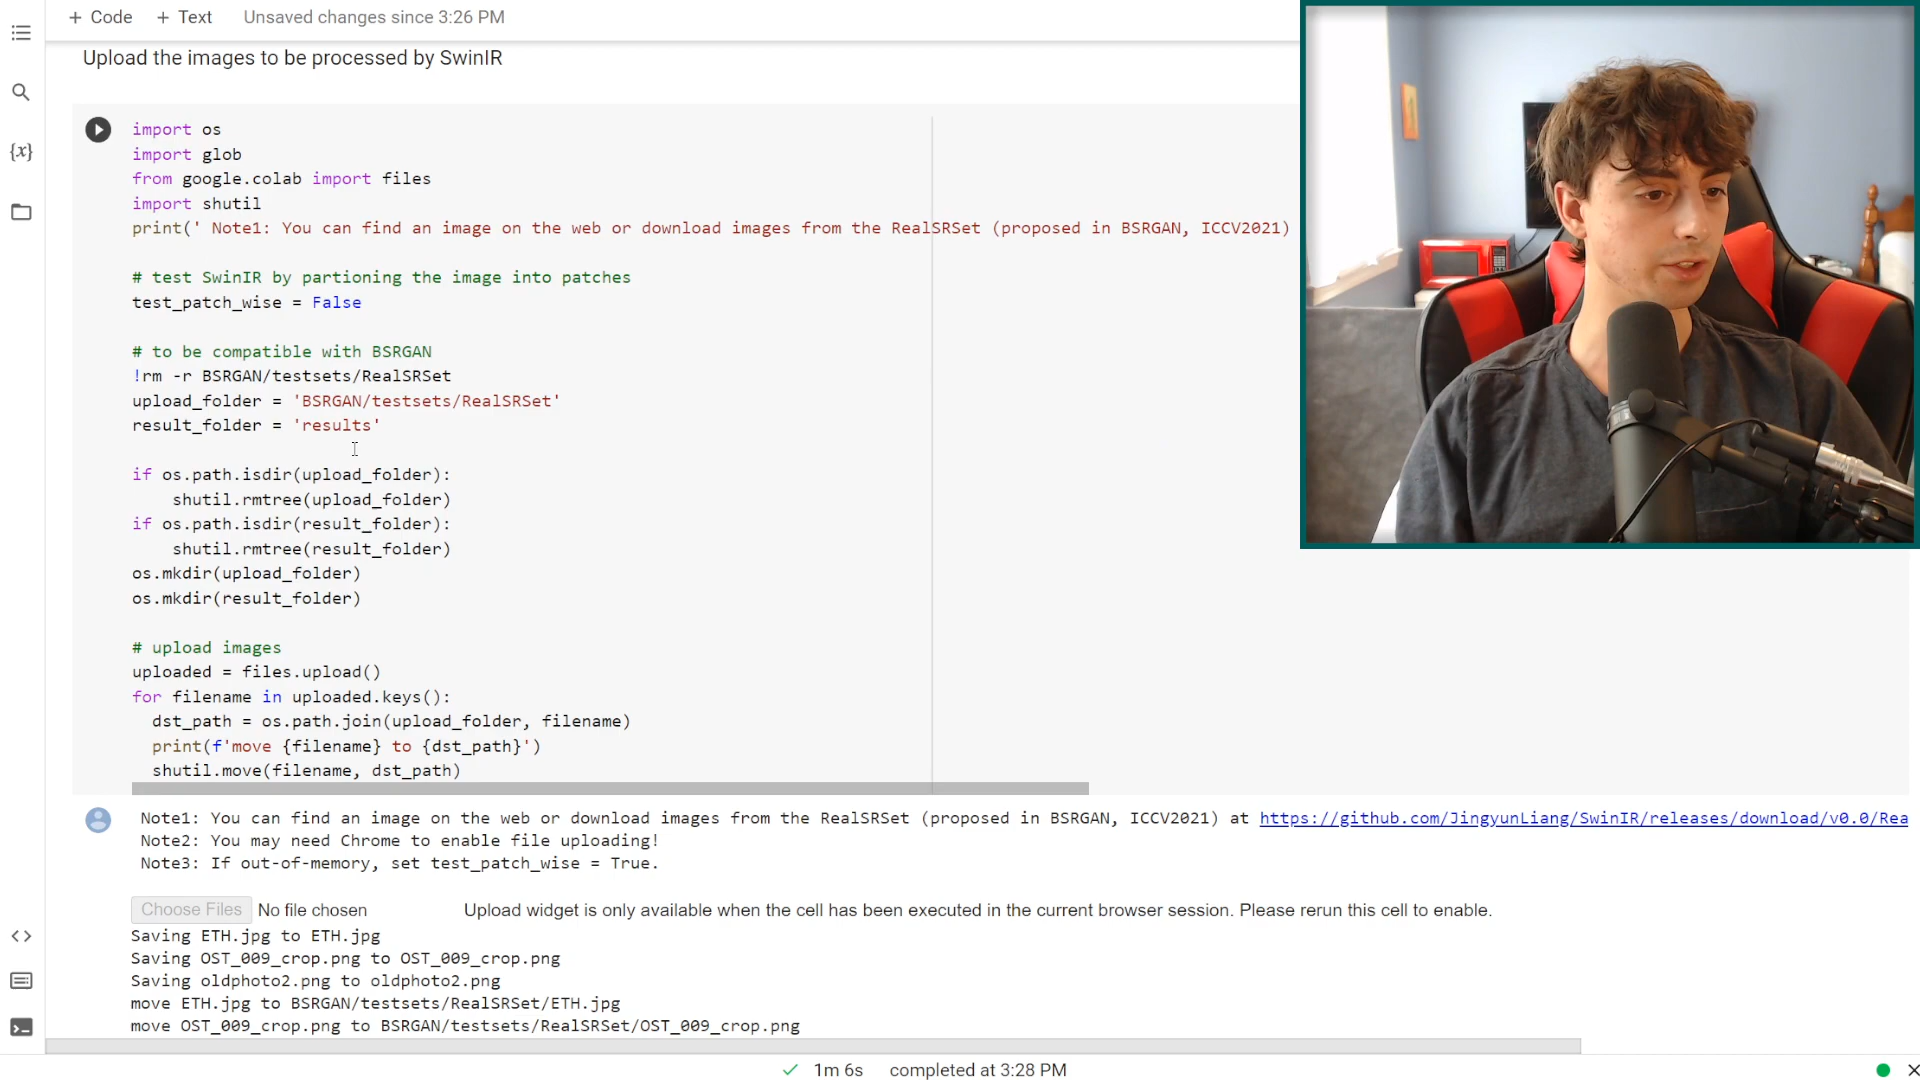 + Code + Text Unsaved changes since 3:26 PM
Upload the images to be processed by SwinIR
import os
import glob
from google.colab import files
import shutil
print(' Note1: You can find an image on the web or download images from the RealSRSet (proposed in BSRGAN, ICCV2021)
# test SwinIR by partioning the image into patches
test_patch_wise = False
# to be compatible with BSRGAN
!rm -r BSRGAN/testsets/RealSRSet
upload_folder = 'BSRGAN/testsets/RealSRSet'
result_folder = 'results'
if os.path.isdir(upload_folder):
shutil.rmtree(upload_folder)
if os.path.isdir(result_folder):
shutil.rmtree(result_folder)
os.mkdir(upload_folder)
os.mkdir(result_folder)
# upload images
uploaded = files.upload()
for filename in uploaded.keys():
dst_path = os.path.join(upload_folder, filename)
print(f'move {filename} to {dst_path}')
shutil.move(filename, dst_path)
Note1: You can find an image on the web or download images from the RealSRSet (proposed in BSRGAN, ICCV2021) at https://github.com/JingyunLiang/SwinIR/releases/download/v0.0/Rea
Note2: You may need Chrome to enable file uploading!
Note3: If out-of-memory, set test_patch_wise = True.
Choose Files No file chosen Upload widget is only available when the cell has been executed in the current browser session. Please rerun this cell to enable.
Saving ETH.jpg to ETH.jpg
Saving OST_009_crop.png to OST_009_crop.png
Saving oldphoto2.png to oldphoto2.png
move ETH.jpg to BSRGAN/testsets/RealSRSet/ETH.jpg
move OST_009_crop.png to BSRGAN/testsets/RealSRSet/OST_009_crop.png
1m 6s completed at 3:28 PM